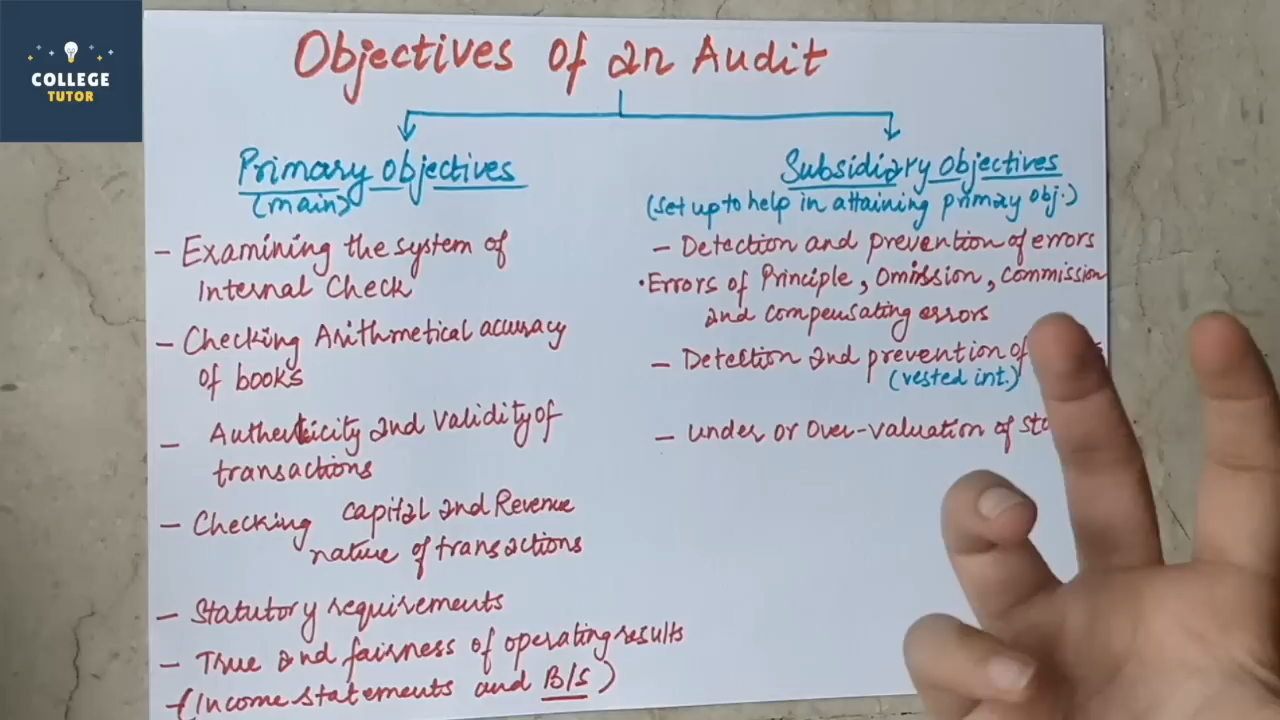 COLLEGE
TUTOR
Objectives of an Audit
Primary objectives
(main)
- Examining the system of
Internal Check
- Checking Arithmetical accuracy
of books
- Authenticity and validity of
transactions
- Checking capital and Revenue
nature of transactions
- Statutory requirements
- True and fairness of operating results
(Income statements and B/S)
Subsidiary objectives
(set up to help in attaining primary obj.)
- Detection and prevention of errors
• Errors of Principle, Omission, Commission
and compensating errors
- Detection and prevention of
(vested int.)
- under or Over-valuation of